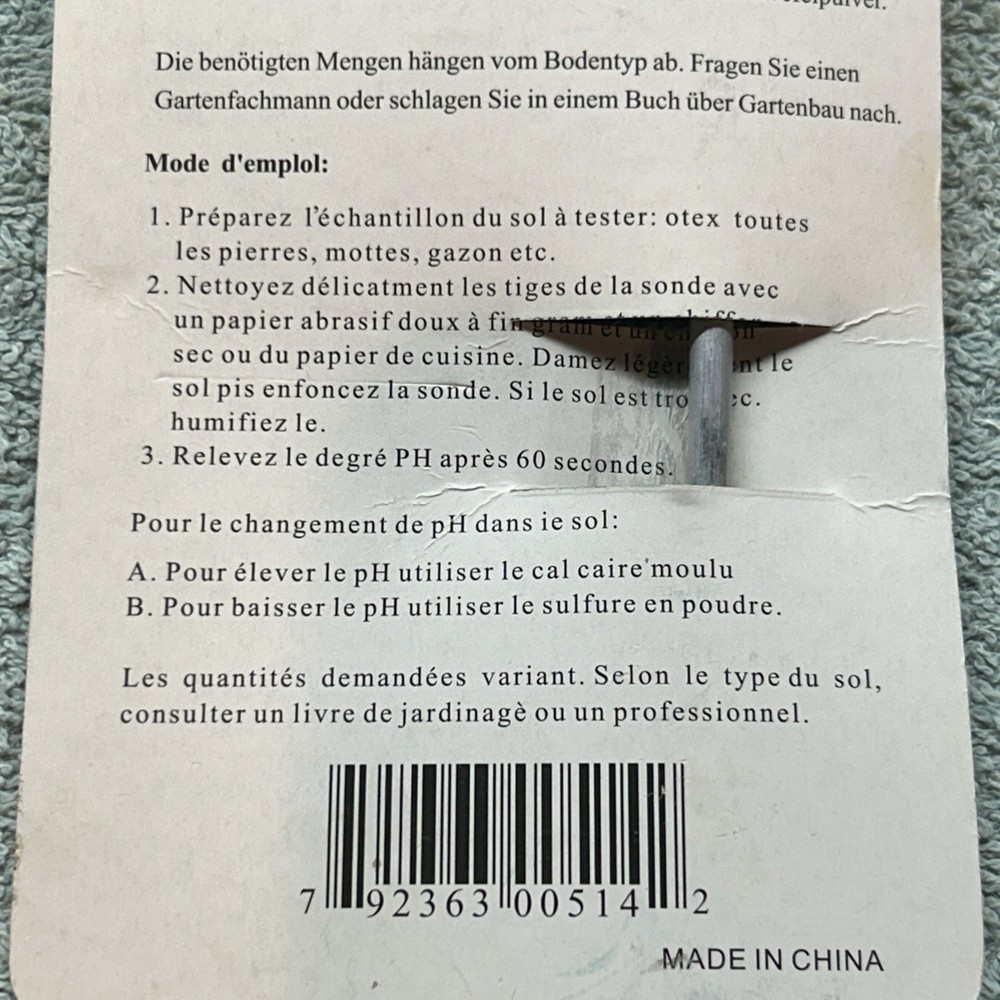 Die benötigten Mengen hängen vom Bodentyp ab. Fragen Sie einen
Gartenfachmann oder schlagen Sie in einem Buch über Gartenbau nach.
Mode d'emplol:
1. Préparez l'échantillon du sol à tester: otex toutes
les pierres, mottes, gazon etc.
2. Nettoyez délicatment les tiges de la sonde avec
un papier abrasif doux à fin gram et un
sec ou du papier de cuisine. Damez le
sol pis enfoncez la sonde. Si le sol est
humifiez le.
3. Relevez le degré PH après 60 secondes.
Pour le changement de pH dans ie sol:
A. Pour élever le pH utiliser le cal caire'moulu
B. Pour baisser le pH utiliser le sulfure en poudre.
Les quantités demandées variant. Selon le type du sol,
consulter un livre de jardinagè ou un professionnel.
7 92363 00514 2
MADE IN CHINA